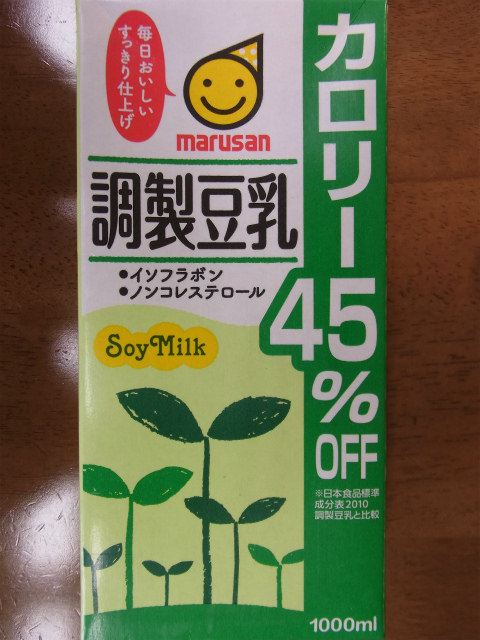 毎日おいしい
すっきり仕上げ
marusan
調製豆乳
●イソフラボン
●ノンコレステロール
Soy Milk
カロリー
45%
OFF
※日本食品標準
成分表2010
調製豆乳と比較
1000ml